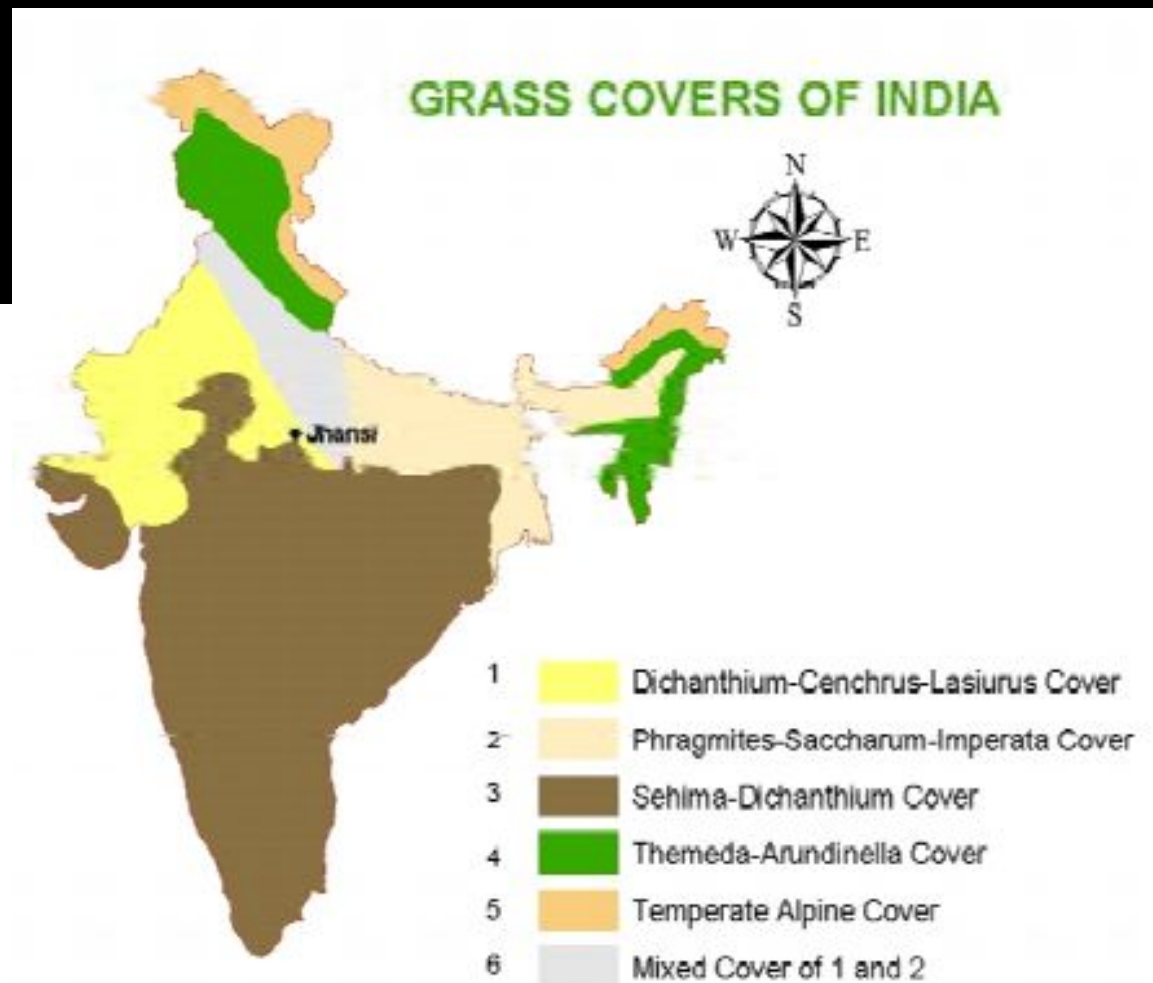 GRASS COVERS OF INDIA
N
W E
S
Jhansi
1 Dichanthium-Cenchrus-Lasiurus Cover
2 Phragmites-Saccharum-Imperata Cover
3 Sehima-Dichanthium Cover
4 Themeda-Arundinella Cover
5 Temperate Alpine Cover
6 Mixed Cover of 1 and 2